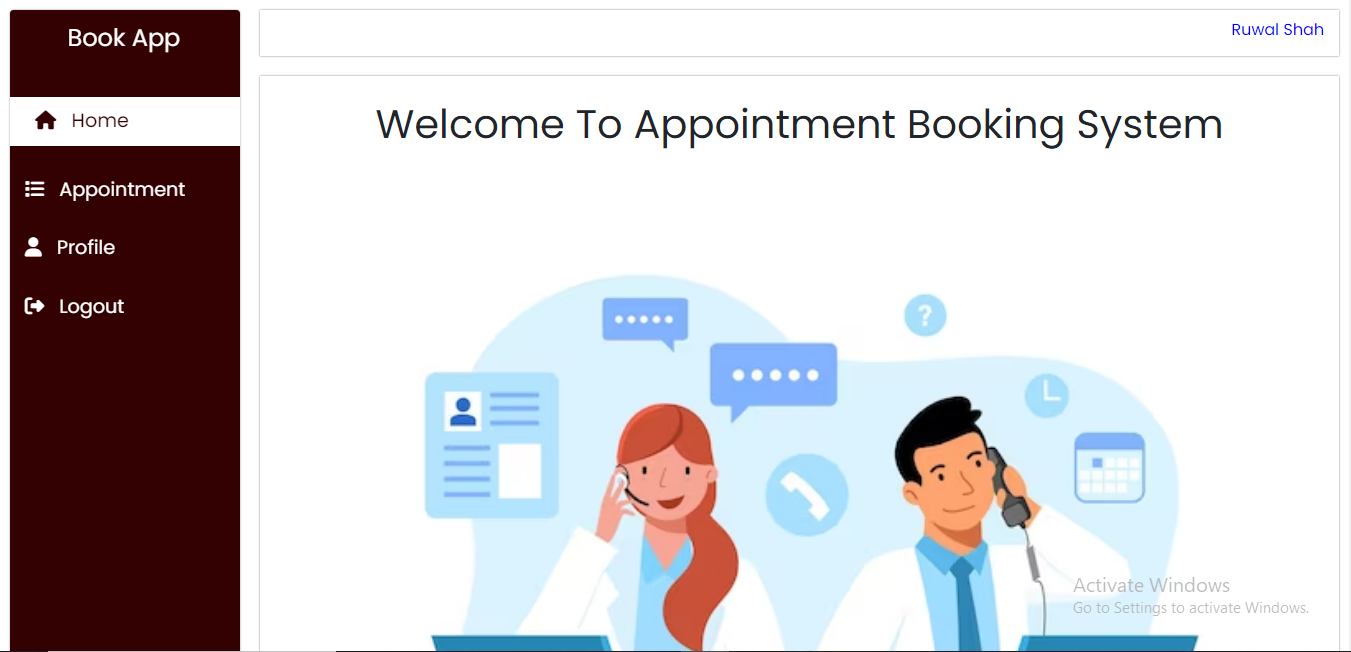 Book App
Ruwal Shah
Home
Appointment
Profile
Logout
Welcome To Appointment Booking System
?
Activate Windows
Go to Settings to activate Windows.